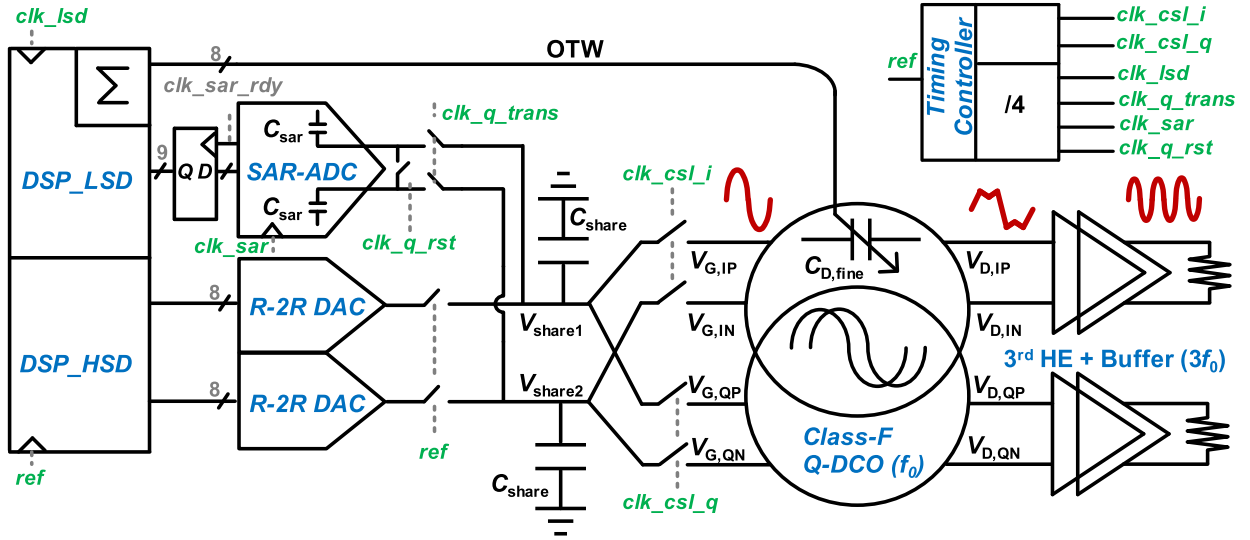 clk_lsd
8
OTW
clk_sar_rdy
Σ
DSP_LSD
9
Q D
C_sar
SAR-ADC
C_sar
clk_sar
clk_q_trans
clk_q_rst
C_share
clk_csl_i
V_G,IP
V_G,IN
C_D,fine
V_D,IP
V_D,IN
ref
Timing
Controller
/4
clk_csl_i
clk_csl_q
clk_lsd
clk_q_trans
clk_sar
clk_q_rst
DSP_HSD
8
R-2R DAC
V_share1
8
R-2R DAC
V_share2
ref
ref
C_share
V_G,QP
V_G,QN
clk_csl_q
Class-F
Q-DCO (f₀)
3rd HE + Buffer (3f₀)
V_D,QP
V_D,QN